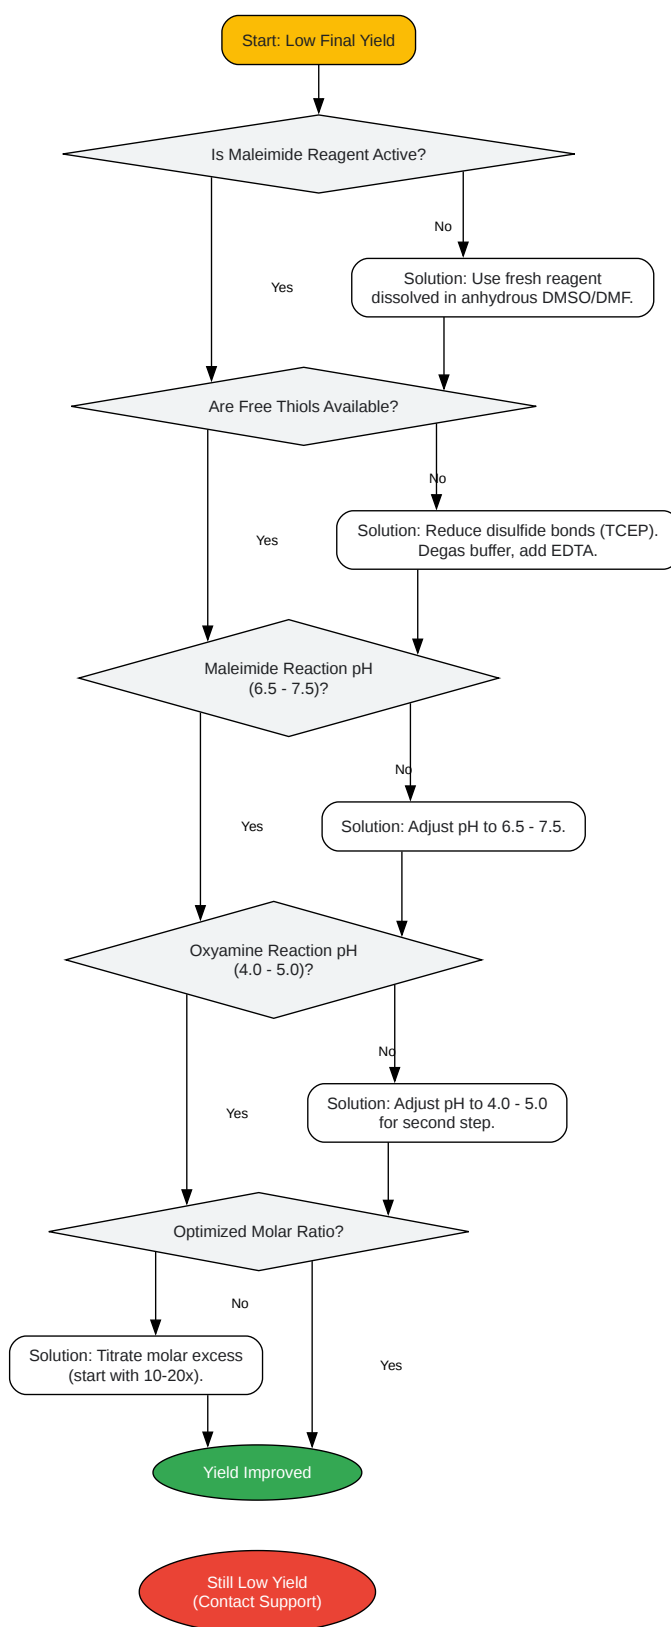 Start: Low Final Yield
Is Maleimide Reagent Active?
No
Solution: Use fresh reagent
dissolved in anhydrous DMSO/DMF.
Yes
Are Free Thiols Available?
No
Solution: Reduce disulfide bonds (TCEP).
Degas buffer, add EDTA.
Yes
Maleimide Reaction pH
(6.5 - 7.5)?
No
Solution: Adjust pH to 6.5 - 7.5.
Yes
Oxyamine Reaction pH
(4.0 - 5.0)?
No
Solution: Adjust pH to 4.0 - 5.0
for second step.
Yes
Optimized Molar Ratio?
No
Solution: Titrate molar excess
(start with 10-20x).
Yes
Yield Improved
Still Low Yield
(Contact Support)